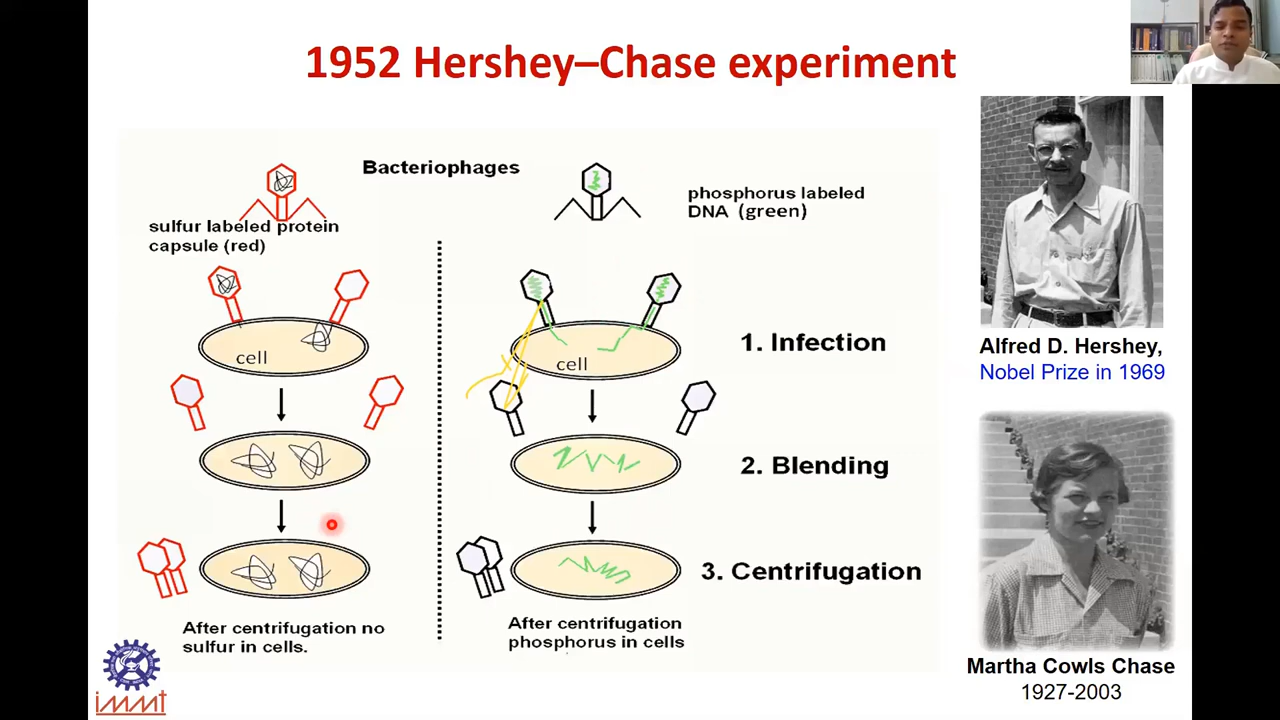 1952 Hershey–Chase experiment
Bacteriophages
sulfur labeled protein
capsule (red)
phosphorus labeled
DNA (green)
cell
cell
1. Infection
2. Blending
3. Centrifugation
After centrifugation no
sulfur in cells.
After centrifugation
phosphorus in cells
Alfred D. Hershey,
Nobel Prize in 1969
Martha Cowls Chase
1927-2003
immt